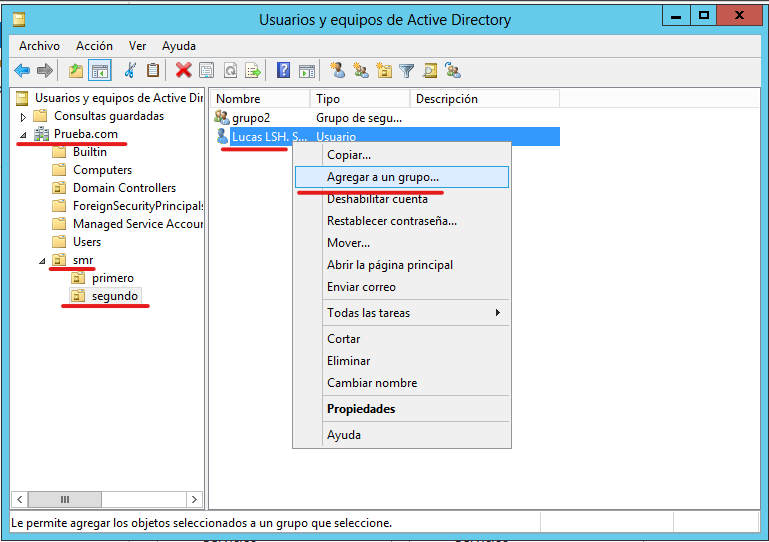 Usuarios y equipos de Active Directory
Archivo Acción Ver Ayuda
Usuarios y equipos de Active Dir
Consultas guardadas
Prueba.com
Builtin
Computers
Domain Controllers
ForeignSecurityPrincipals
Managed Service Accour
Users
smr
primero
segundo
Nombre Tipo Descripción
grupo2 Grupo de segu...
Lucas LSH. S... Usuario
Copiar...
Agregar a un grupo...
Deshabilitar cuenta
Restablecer contraseña...
Mover...
Abrir la página principal
Enviar correo
Todas las tareas
Cortar
Eliminar
Cambiar nombre
Propiedades
Ayuda
Le permite agregar los objetos seleccionados a un grupo que seleccione.